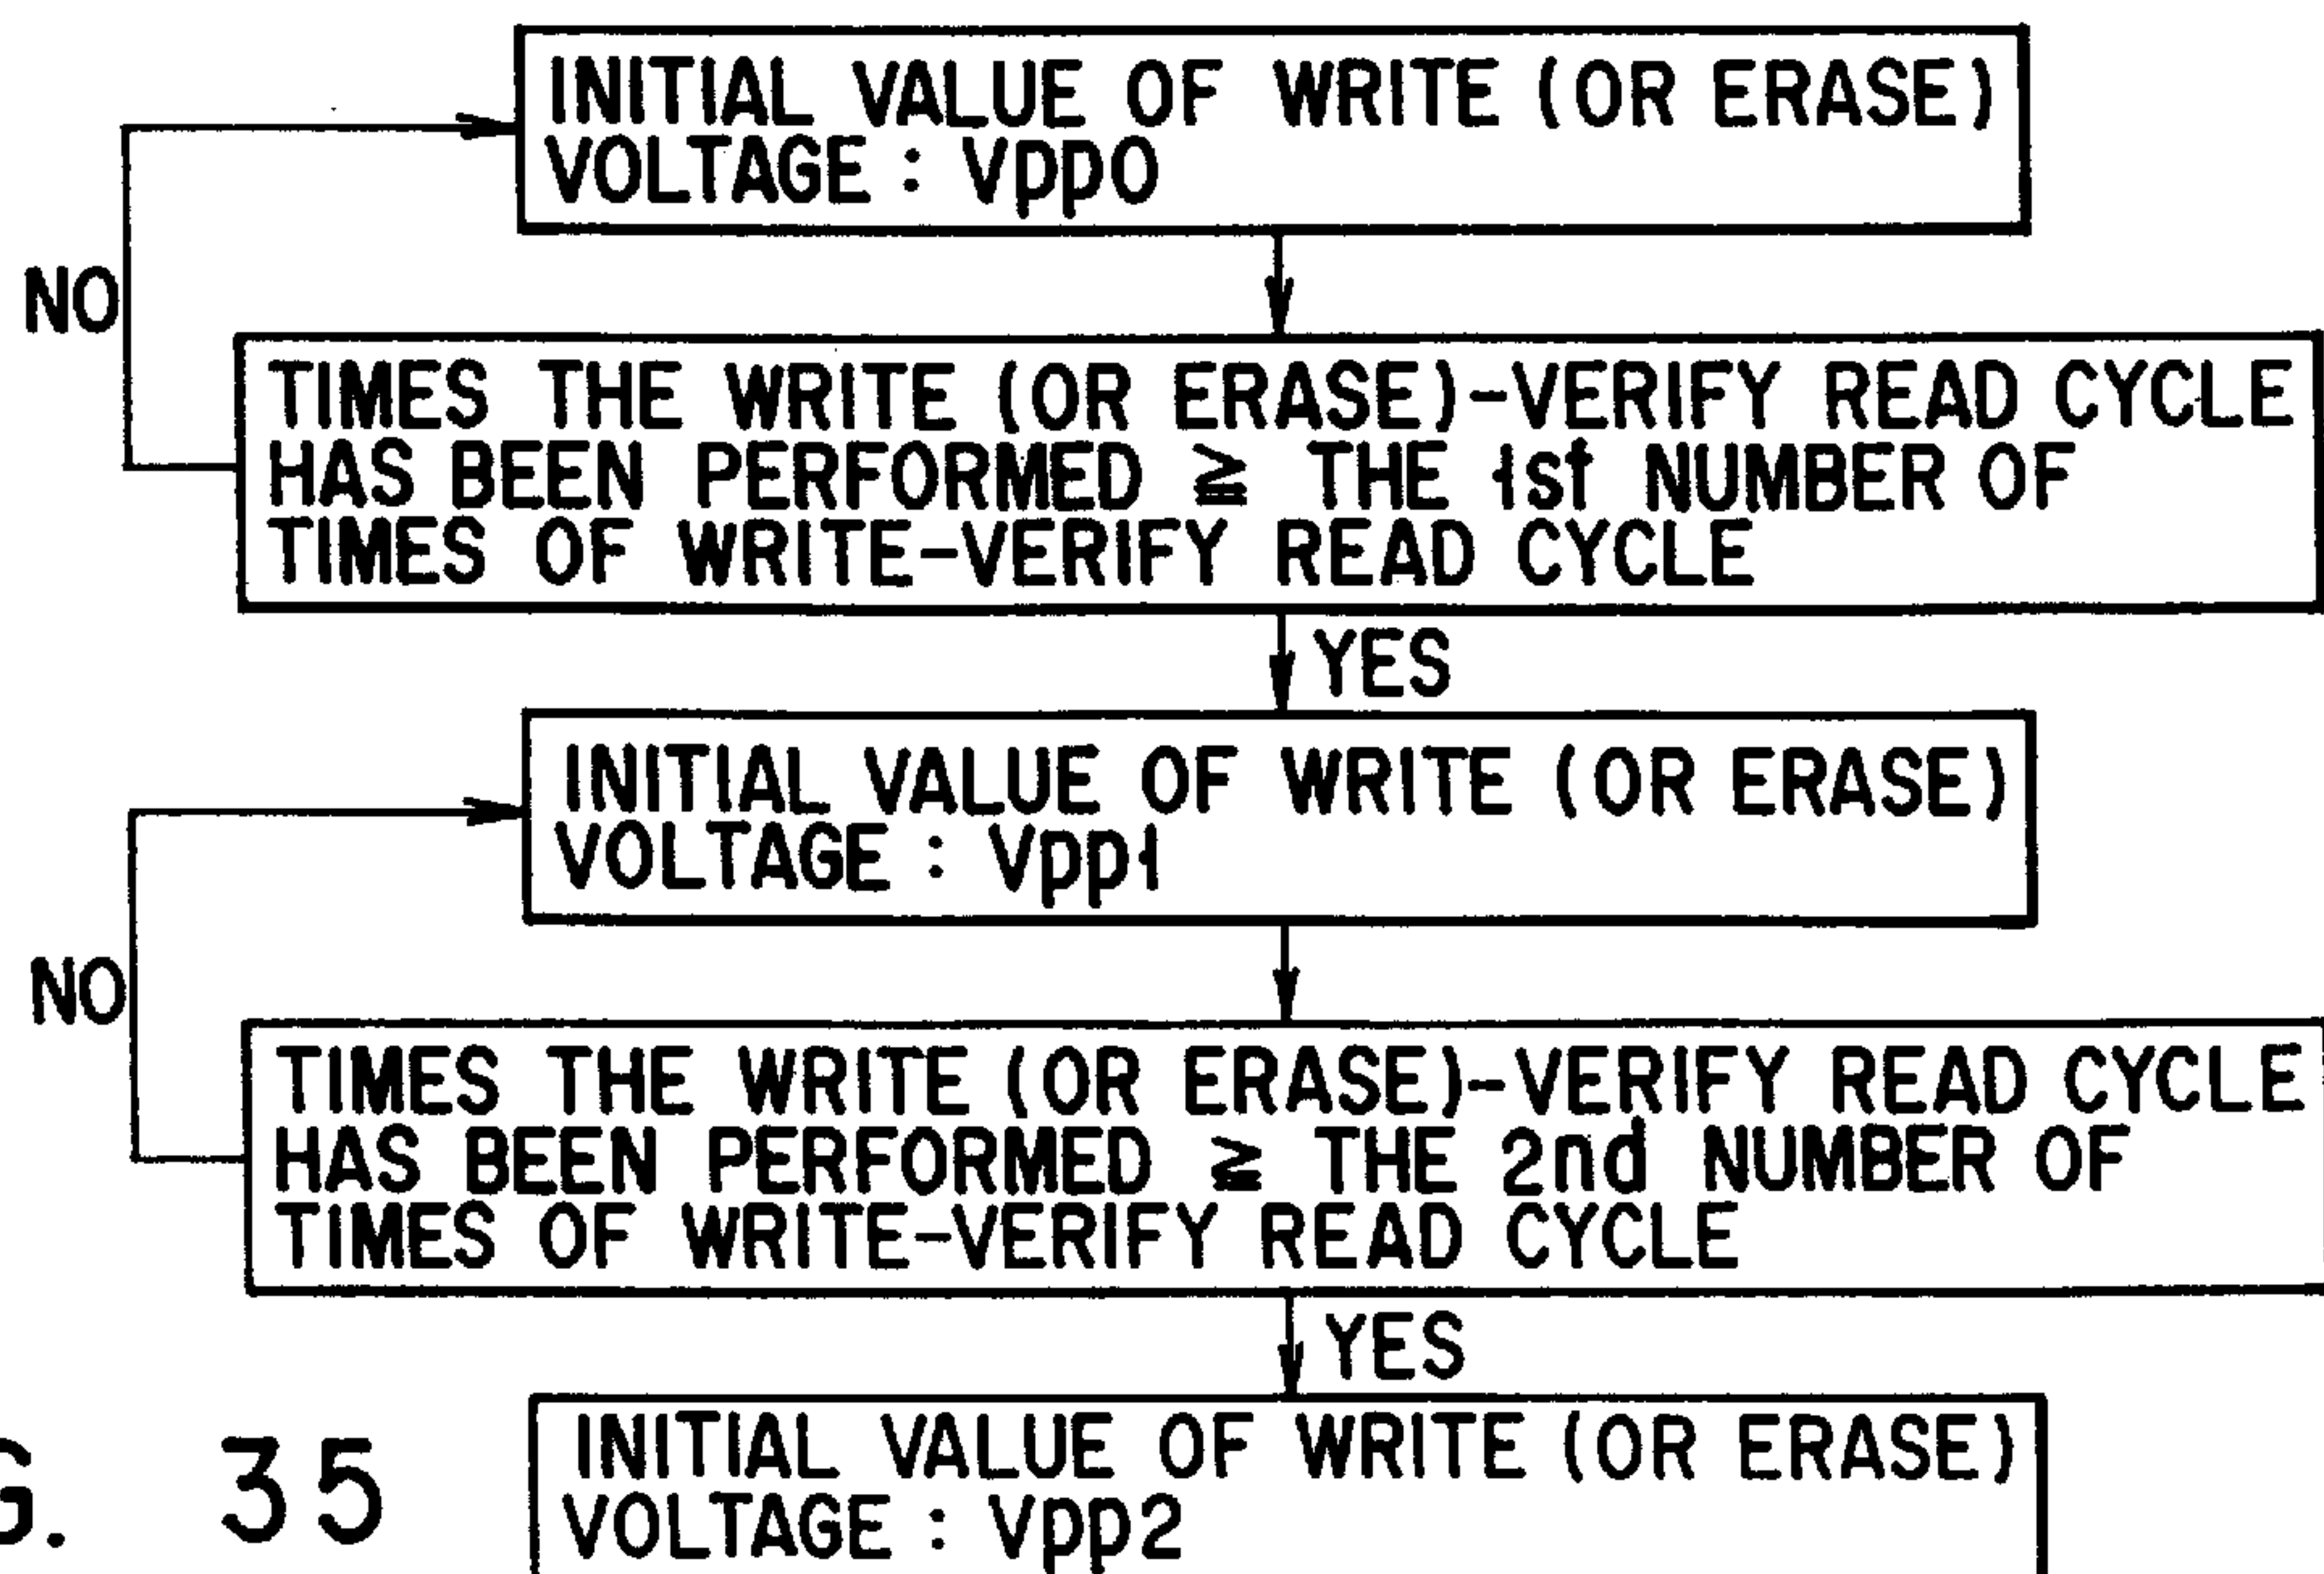 INITIAL VALUE OF WRITE (OR ERASE)
VOLTAGE : Vpp0
NO
TIMES THE WRITE (OR ERASE)-VERIFY READ CYCLE
HAS BEEN PERFORMED ≧ THE 1st NUMBER OF
TIMES OF WRITE-VERIFY READ CYCLE
YES
INITIAL VALUE OF WRITE (OR ERASE)
VOLTAGE : Vpp1
NO
TIMES THE WRITE (OR ERASE)-VERIFY READ CYCLE
HAS BEEN PERFORMED ≧ THE 2nd NUMBER OF
TIMES OF WRITE-VERIFY READ CYCLE
YES
INITIAL VALUE OF WRITE (OR ERASE)
VOLTAGE : Vpp2
G. 35